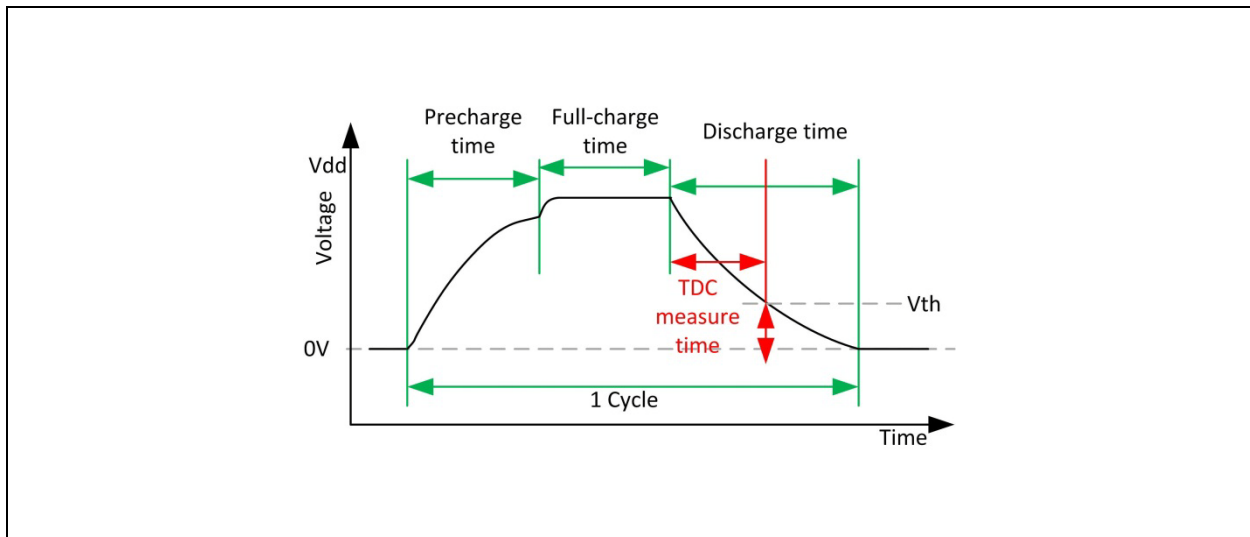 Precharge
time
Full-charge
time
Discharge time
Vdd
Voltage
TDC
measure
time
Vth
0V
1 Cycle
Time